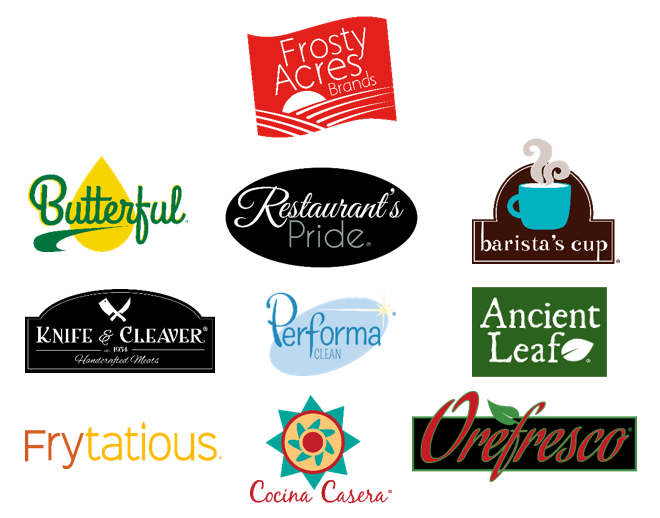 Frosty
Acres
Brands
Butterful
Restaurant's
Pride®
barista's cup®
KNIFE & CLEAVER®
EST. 1954
Handcrafted Meats
Performa
CLEAN
Ancient
Leaf®
Frytatious®
Cocina Casera®
Orefresco®